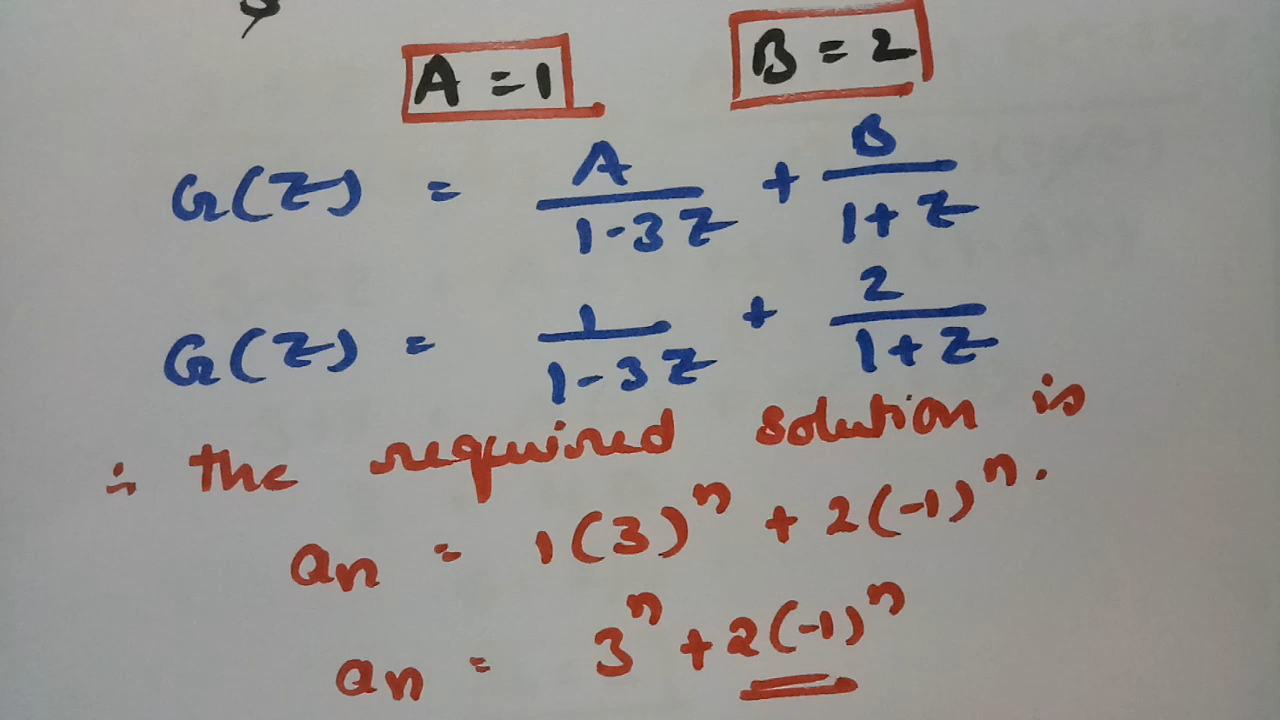 A = 1 B = 2
G(z) = A/(1-3z) + B/(1+z)
G(z) = 1/(1-3z) + 2/(1+z)
∴ the required solution is
an = 1(3)^n + 2(-1)^n.
an = 3^n + 2(-1)^n